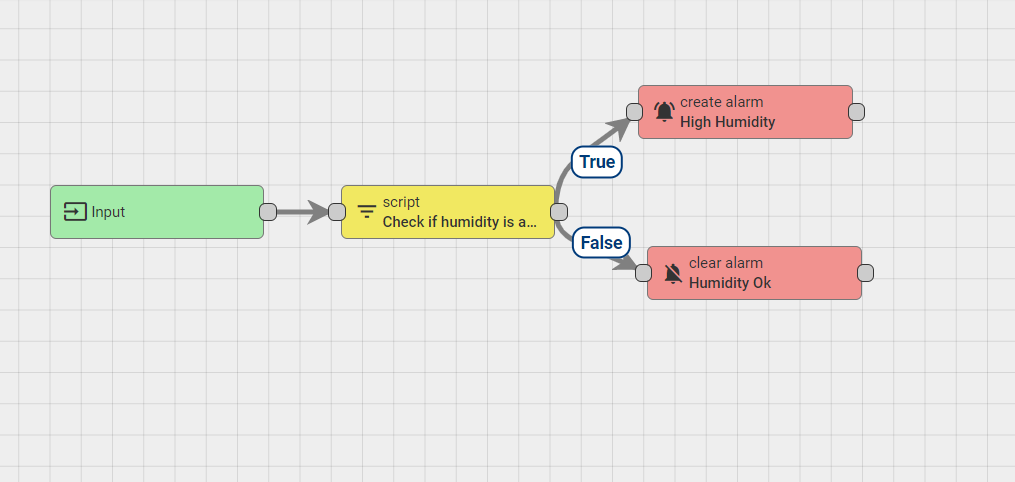 Input
script
Check if humidity is a...
True
False
create alarm
High Humidity
clear alarm
Humidity Ok